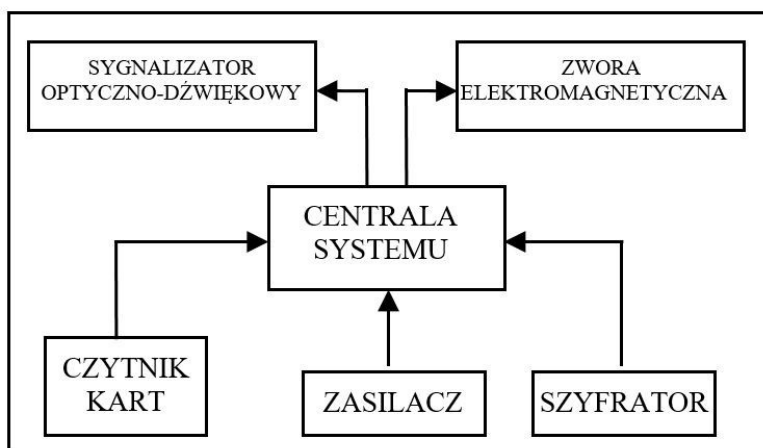 SYGNALIZATOR
OPTYCZNO-DŹWIĘKOWY
ZWORA
ELEKTROMAGNETYCZNA
CENTRALA
SYSTEMU
CZYTNIK
KART
ZASILACZ
SZYFRATOR